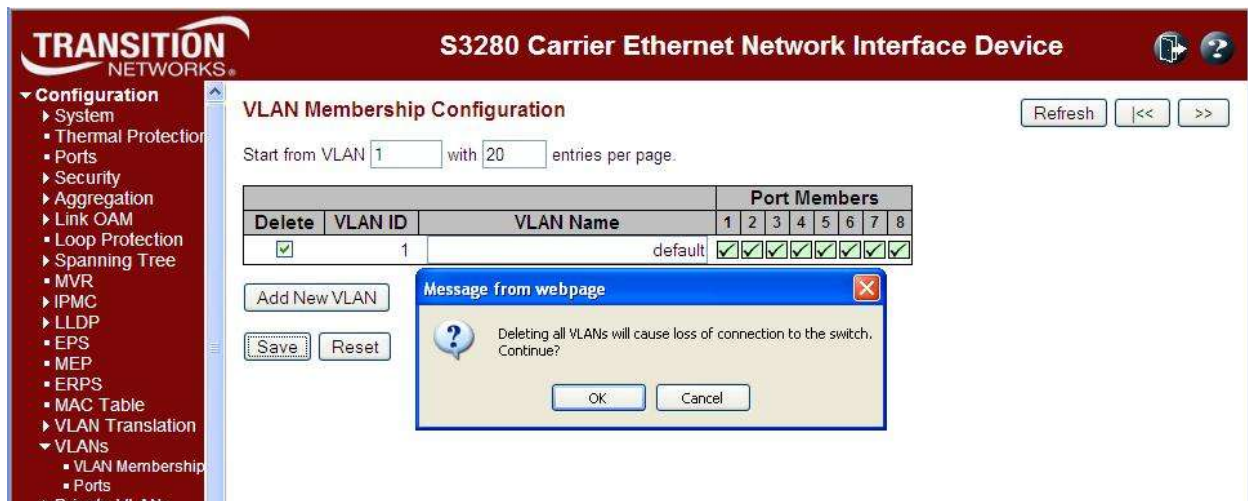 TRANSITION
NETWORKS®
S3280 Carrier Ethernet Network Interface Device
?
Configuration
System
Thermal Protection
Ports
Security
Aggregation
Link OAM
Loop Protection
Spanning Tree
MVR
IPMC
LLDP
EPS
MEP
ERPS
MAC Table
VLAN Translation
VLANs
VLAN Membership
Ports
VLAN Membership Configuration
Refresh |<< >>
Start from VLAN 1 with 20 entries per page.
Port Members
Delete VLAN ID VLAN Name 1 2 3 4 5 6 7 8
1 default
Add New VLAN
Save Reset
Message from webpage
?
Deleting all VLANs will cause loss of connection to the switch.
Continue?
OK Cancel